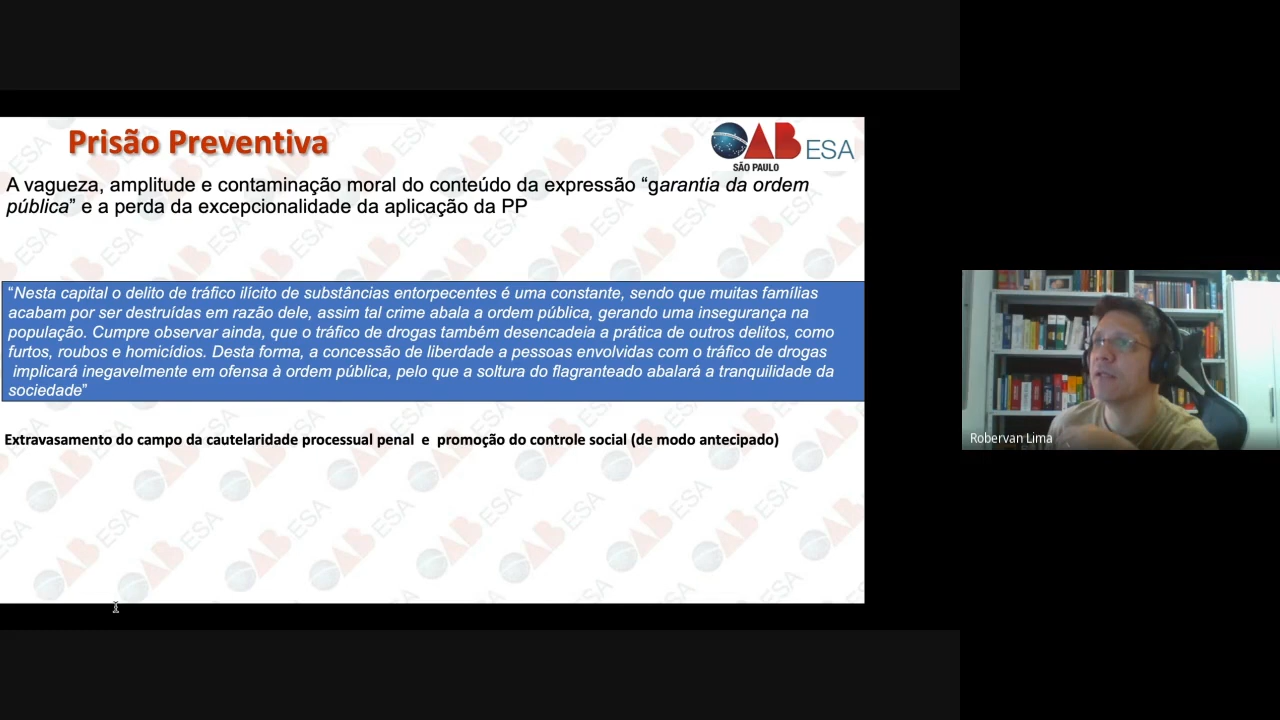 Prisão Preventiva
OAB ESA
SÃO PAULO
A vagueza, amplitude e contaminação moral do conteúdo da expressão “garantia da ordem
pública” e a perda da excepcionalidade da aplicação da PP
“Nesta capital o delito de tráfico ilícito de substâncias entorpecentes é uma constante, sendo que muitas famílias
acabam por ser destruídas em razão dele, assim tal crime abala a ordem pública, gerando uma insegurança na
população. Cumpre observar ainda, que o tráfico de drogas também desencadeia a prática de outros delitos, como
furtos, roubos e homicídios. Desta forma, a concessão de liberdade a pessoas envolvidas com o tráfico de drogas
implicará inegavelmente em ofensa à ordem pública, pelo que a soltura do flagranteado abalará a tranquilidade da
sociedade”
Extravasamento do campo da cautelaridade processual penal e promoção do controle social (de modo antecipado)
Robervan Lima